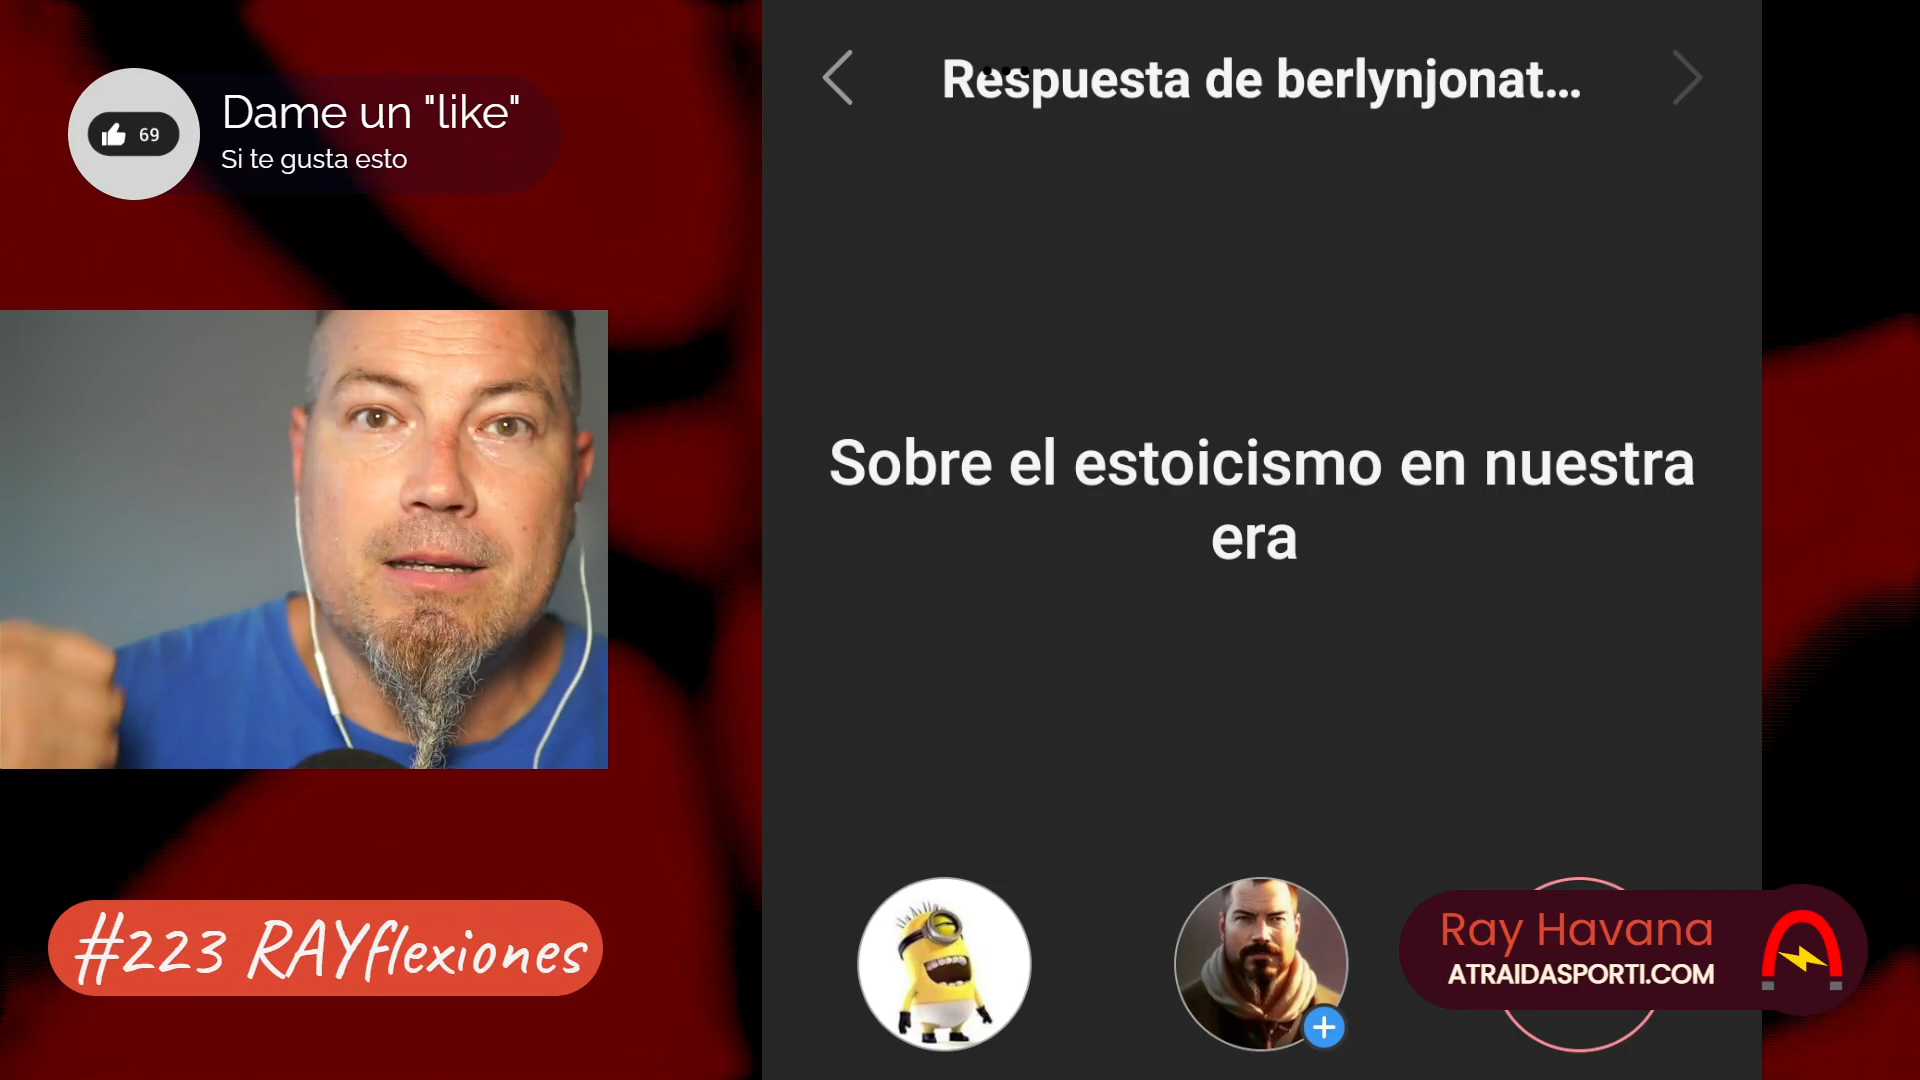 69
Dame un "like"
Si te gusta esto
Respuesta de berlynjonat...
Sobre el estoicismo en nuestra
era
#223 RAYflexiones
Ray Havana
ATRAIDASPORTI.COM